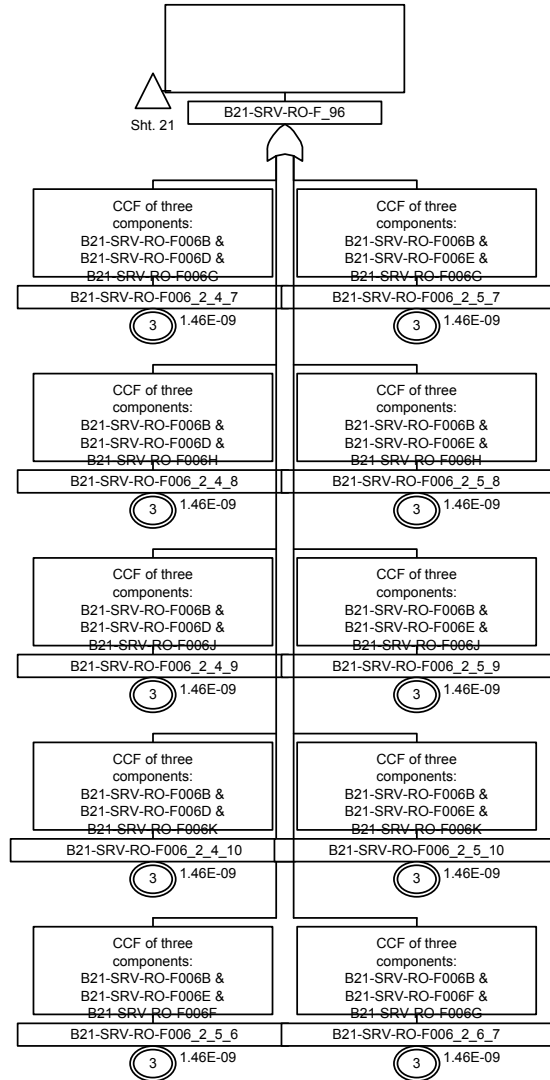 B21-SRV-RO-F_96
Sht. 21
CCF of three
components:
B21-SRV-RO-F006B &
B21-SRV-RO-F006D &
B21-SRV-RO-F006G
B21-SRV-RO-F006_2_4_7
3
1.46E-09
CCF of three
components:
B21-SRV-RO-F006B &
B21-SRV-RO-F006E &
B21-SRV-RO-F006G
B21-SRV-RO-F006_2_5_7
3
1.46E-09
CCF of three
components:
B21-SRV-RO-F006B &
B21-SRV-RO-F006D &
B21-SRV-RO-F006H
B21-SRV-RO-F006_2_4_8
3
1.46E-09
CCF of three
components:
B21-SRV-RO-F006B &
B21-SRV-RO-F006E &
B21-SRV-RO-F006H
B21-SRV-RO-F006_2_5_8
3
1.46E-09
CCF of three
components:
B21-SRV-RO-F006B &
B21-SRV-RO-F006D &
B21-SRV-RO-F006J
B21-SRV-RO-F006_2_4_9
3
1.46E-09
CCF of three
components:
B21-SRV-RO-F006B &
B21-SRV-RO-F006E &
B21-SRV-RO-F006J
B21-SRV-RO-F006_2_5_9
3
1.46E-09
CCF of three
components:
B21-SRV-RO-F006B &
B21-SRV-RO-F006D &
B21-SRV-RO-F006K
B21-SRV-RO-F006_2_4_10
3
1.46E-09
CCF of three
components:
B21-SRV-RO-F006B &
B21-SRV-RO-F006E &
B21-SRV-RO-F006K
B21-SRV-RO-F006_2_5_10
3
1.46E-09
CCF of three
components:
B21-SRV-RO-F006B &
B21-SRV-RO-F006E &
B21-SRV-RO-F006F
B21-SRV-RO-F006_2_5_6
3
1.46E-09
CCF of three
components:
B21-SRV-RO-F006B &
B21-SRV-RO-F006F &
B21-SRV-RO-F006G
B21-SRV-RO-F006_2_6_7
3
1.46E-09